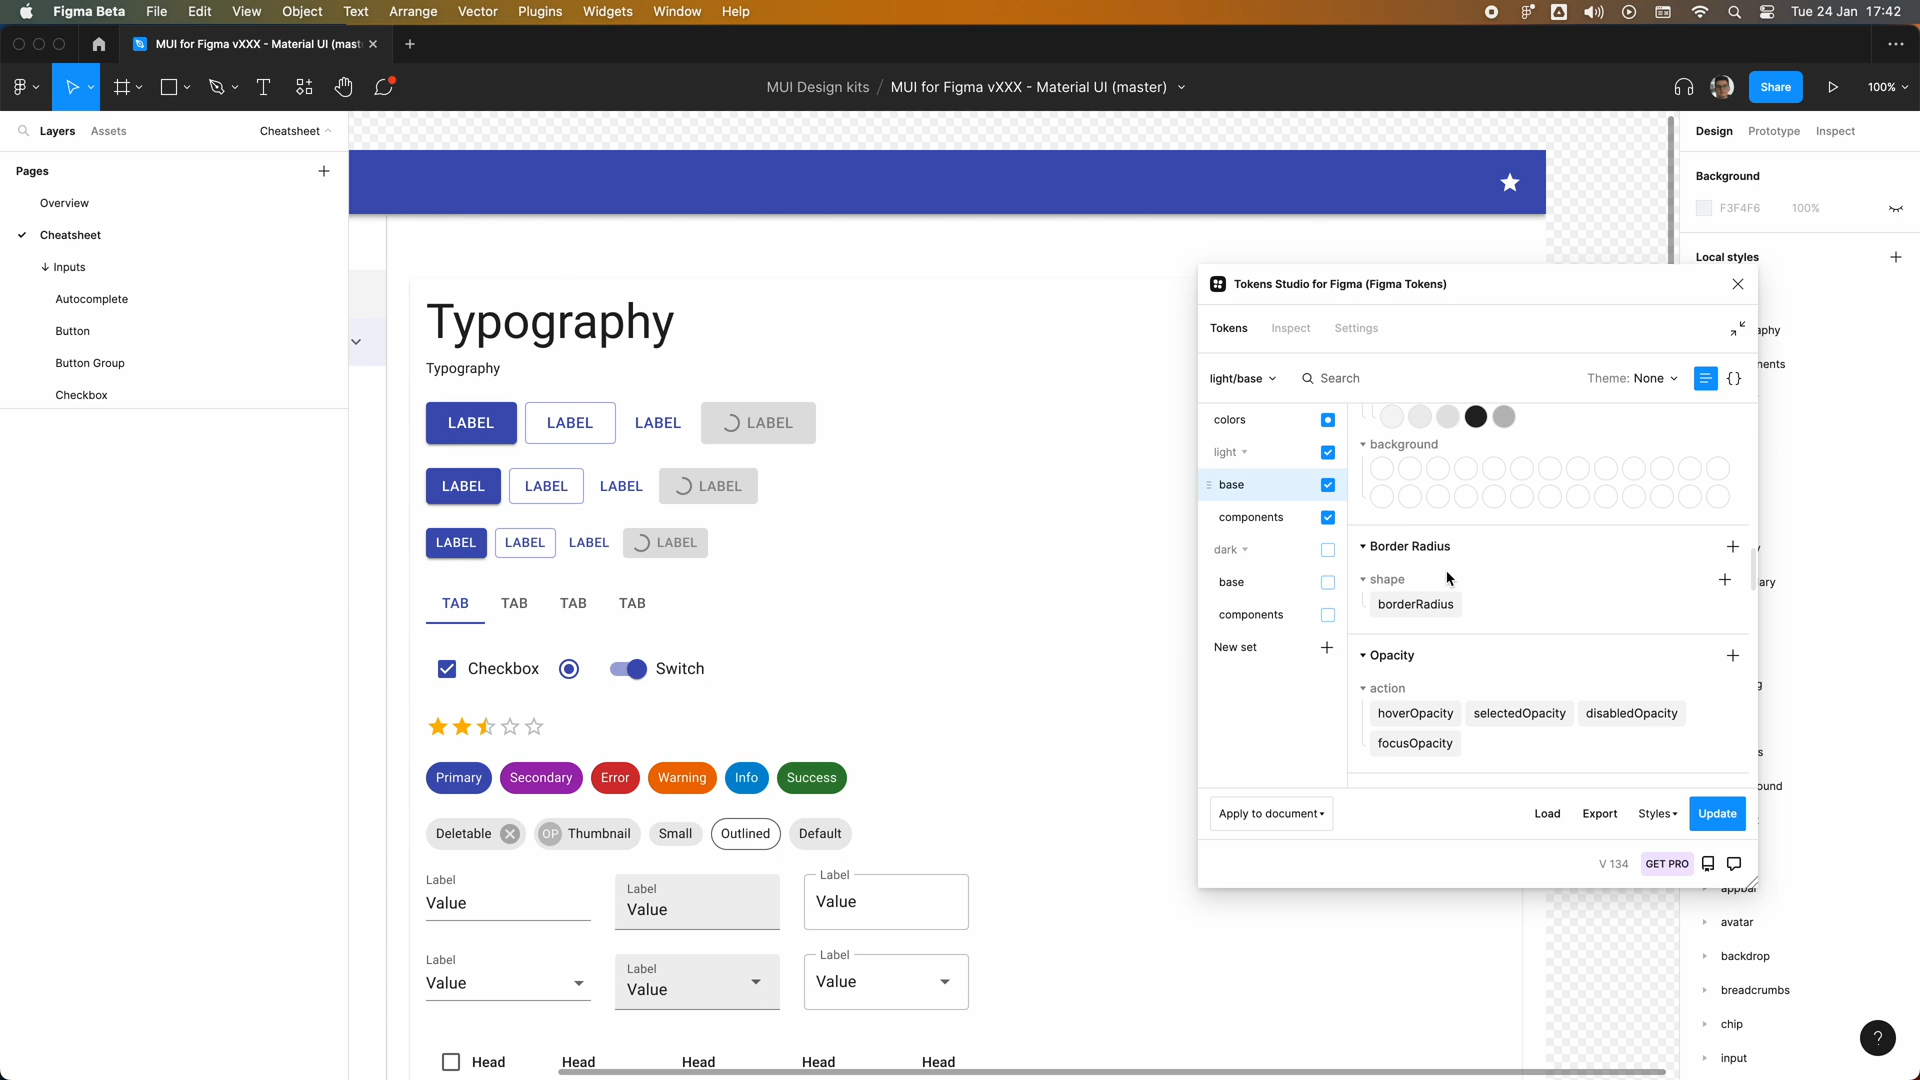 Figma Beta File Edit View Object Text Arrange Vector Plugins Widgets Window Help Tue 24 Jan 17:42
MUI for Figma vXXX - Material UI (mast
MUI Design kits / MUI for Figma vXXX - Material UI (master) Share 100%
Layers Assets Cheatsheet
Pages
Overview
Cheatsheet
↓ Inputs
Autocomplete
Button
Button Group
Checkbox
Typography
Typography
LABEL LABEL LABEL LABEL
LABEL LABEL LABEL LABEL
LABEL LABEL LABEL LABEL
TAB TAB TAB TAB
Checkbox Switch
Primary Secondary Error Warning Info Success
Deletable OP Thumbnail Small Outlined Default
Label Label Label
Value Value Value
Label Label Label
Value Value Value
Head Head Head Head Head
Tokens Studio for Figma (Figma Tokens)
Tokens Inspect Settings
light/base Search Theme: None {}
colors
light
base
components
dark
base
components
New set
background
Border Radius
shape
borderRadius
Opacity
action
hoverOpacity selectedOpacity disabledOpacity
focusOpacity
Apply to document Load Export Styles Update
V 134 GET PRO
Design Prototype Inspect
Background
F3F4F6 100%
Local styles
avatar
backdrop
breadcrumbs
chip
input
?